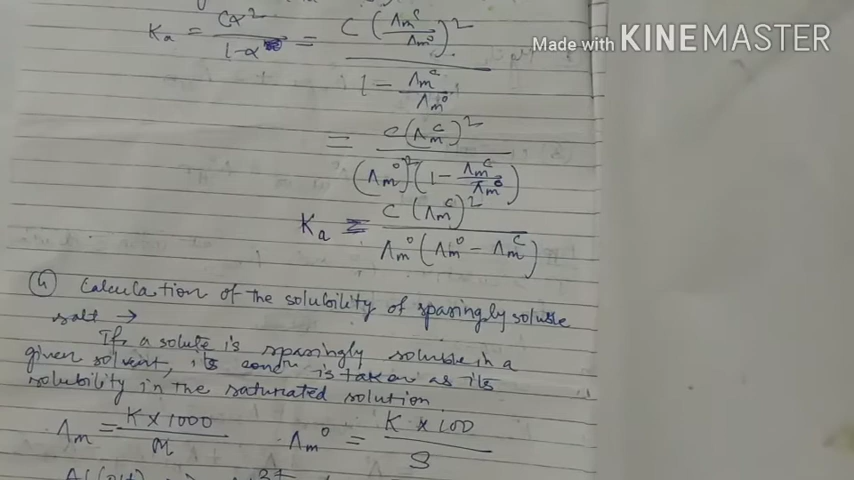 Made with KINEMASTER
Ka = Cα² / 1-α = C (Λm^c / Λm°)² / 1 - Λm^c / Λm°
= C (Λm^c)² / (Λm°)² (1 - Λm^c / Λm°)
Ka = C (Λm^c)² / Λm° (Λm° - Λm^c)
④ Calculation of the solubility of sparingly soluble
salt →
If a solute is sparingly soluble in a
given solvent, its is taken as its
solubility in the saturated solution.
Λm = K × 1000 / M Λm° = K × 100 / S